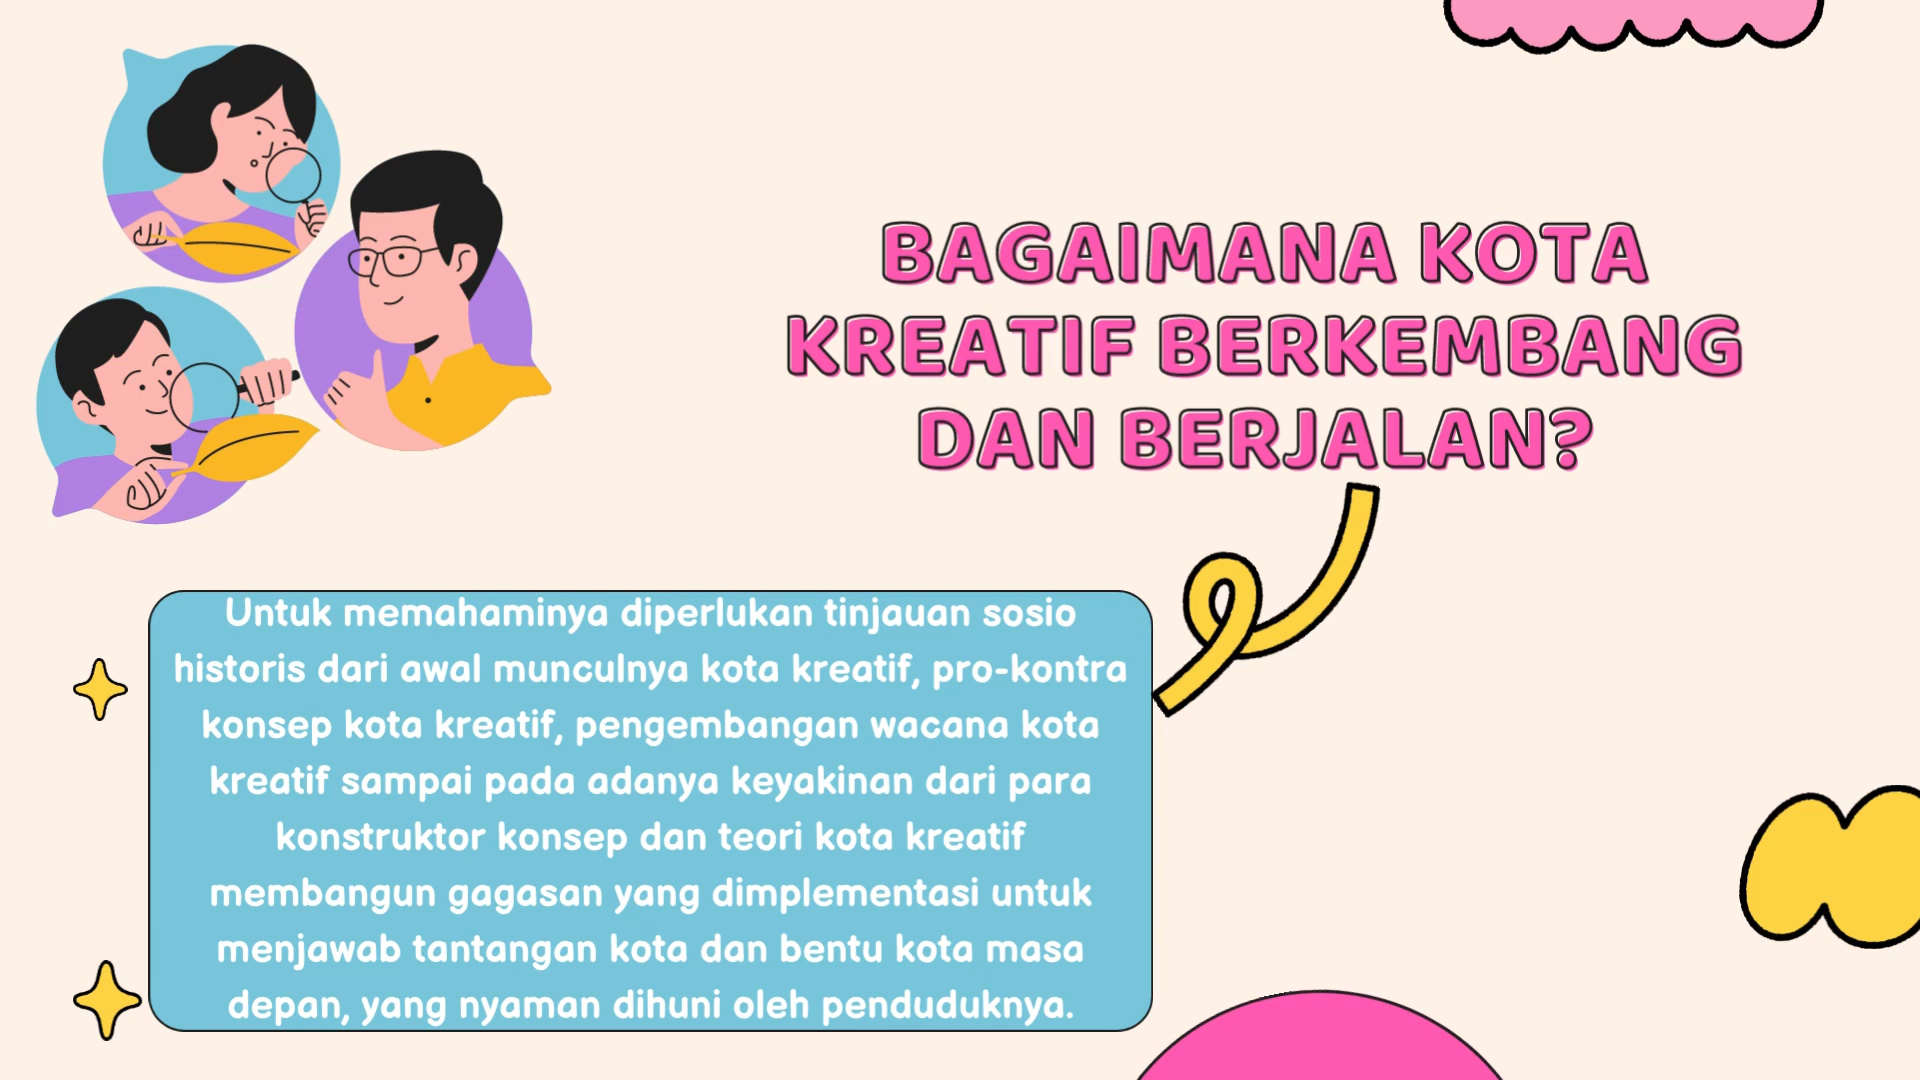 BAGAIMANA KOTA
KREATIF BERKEMBANG
DAN BERJALAN?
Untuk memahaminya diperlukan tinjauan sosio
historis dari awal munculnya kota kreatif, pro-kontra
konsep kota kreatif, pengembangan wacana kota
kreatif sampai pada adanya keyakinan dari para
konstruktor konsep dan teori kota kreatif
membangun gagasan yang dimplementasi untuk
menjawab tantangan kota dan bentu kota masa
depan, yang nyaman dihuni oleh penduduknya.